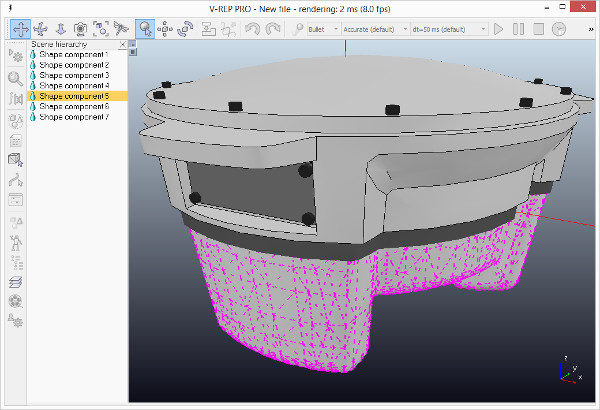 V-REP PRO - New file - rendering: 2 ms (8.0 fps)
Bullet
Accurate (default)
dt=50 ms (default)
»
Scene hierarchy
Shape component 1
Shape component 2
Shape component 3
Shape component 4
Shape component 5
Shape component 6
Shape component 7
z
y
x